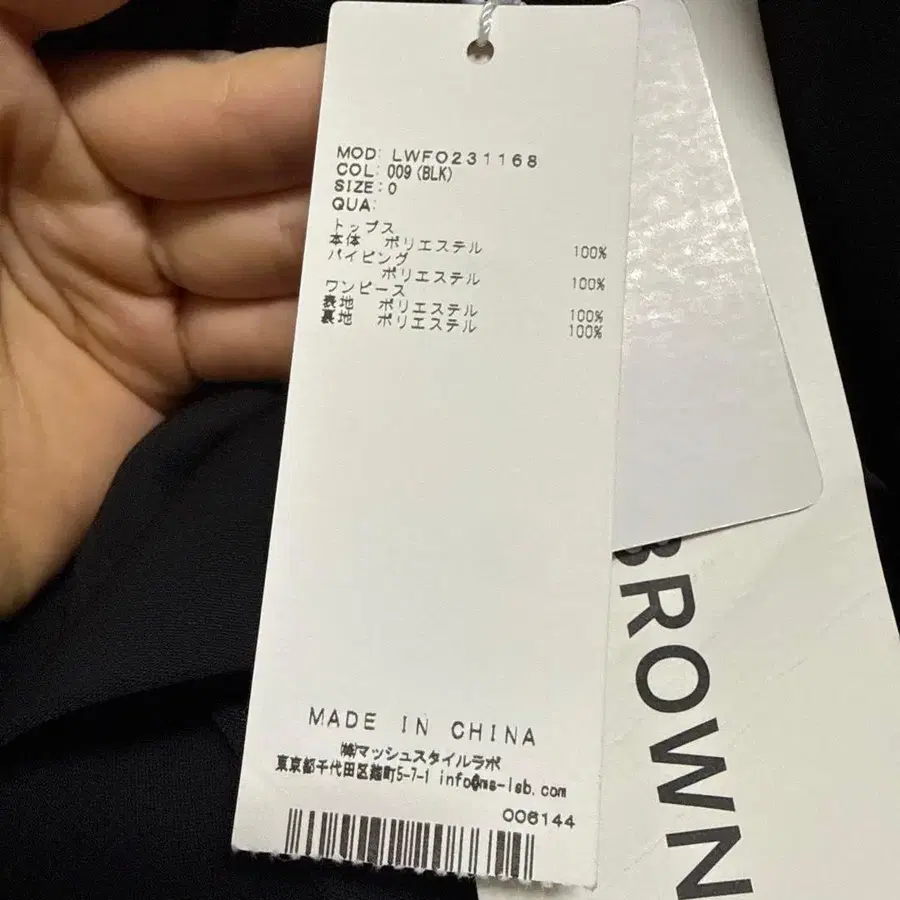 MOD: LWFO231168
COL: 009 (BLK)
SIZE: 0
QUA:
トップス
本体 ポリエステル 100%
パイピング
ポリエステル 100%
ワンピース
表地 ポリエステル 100%
裏地 ポリエステル 100%
MADE IN CHINA
㈱マッシュスタイルラボ
東京都千代田区麹町5-7-1 info@ms-lab.com
006144
BROWN